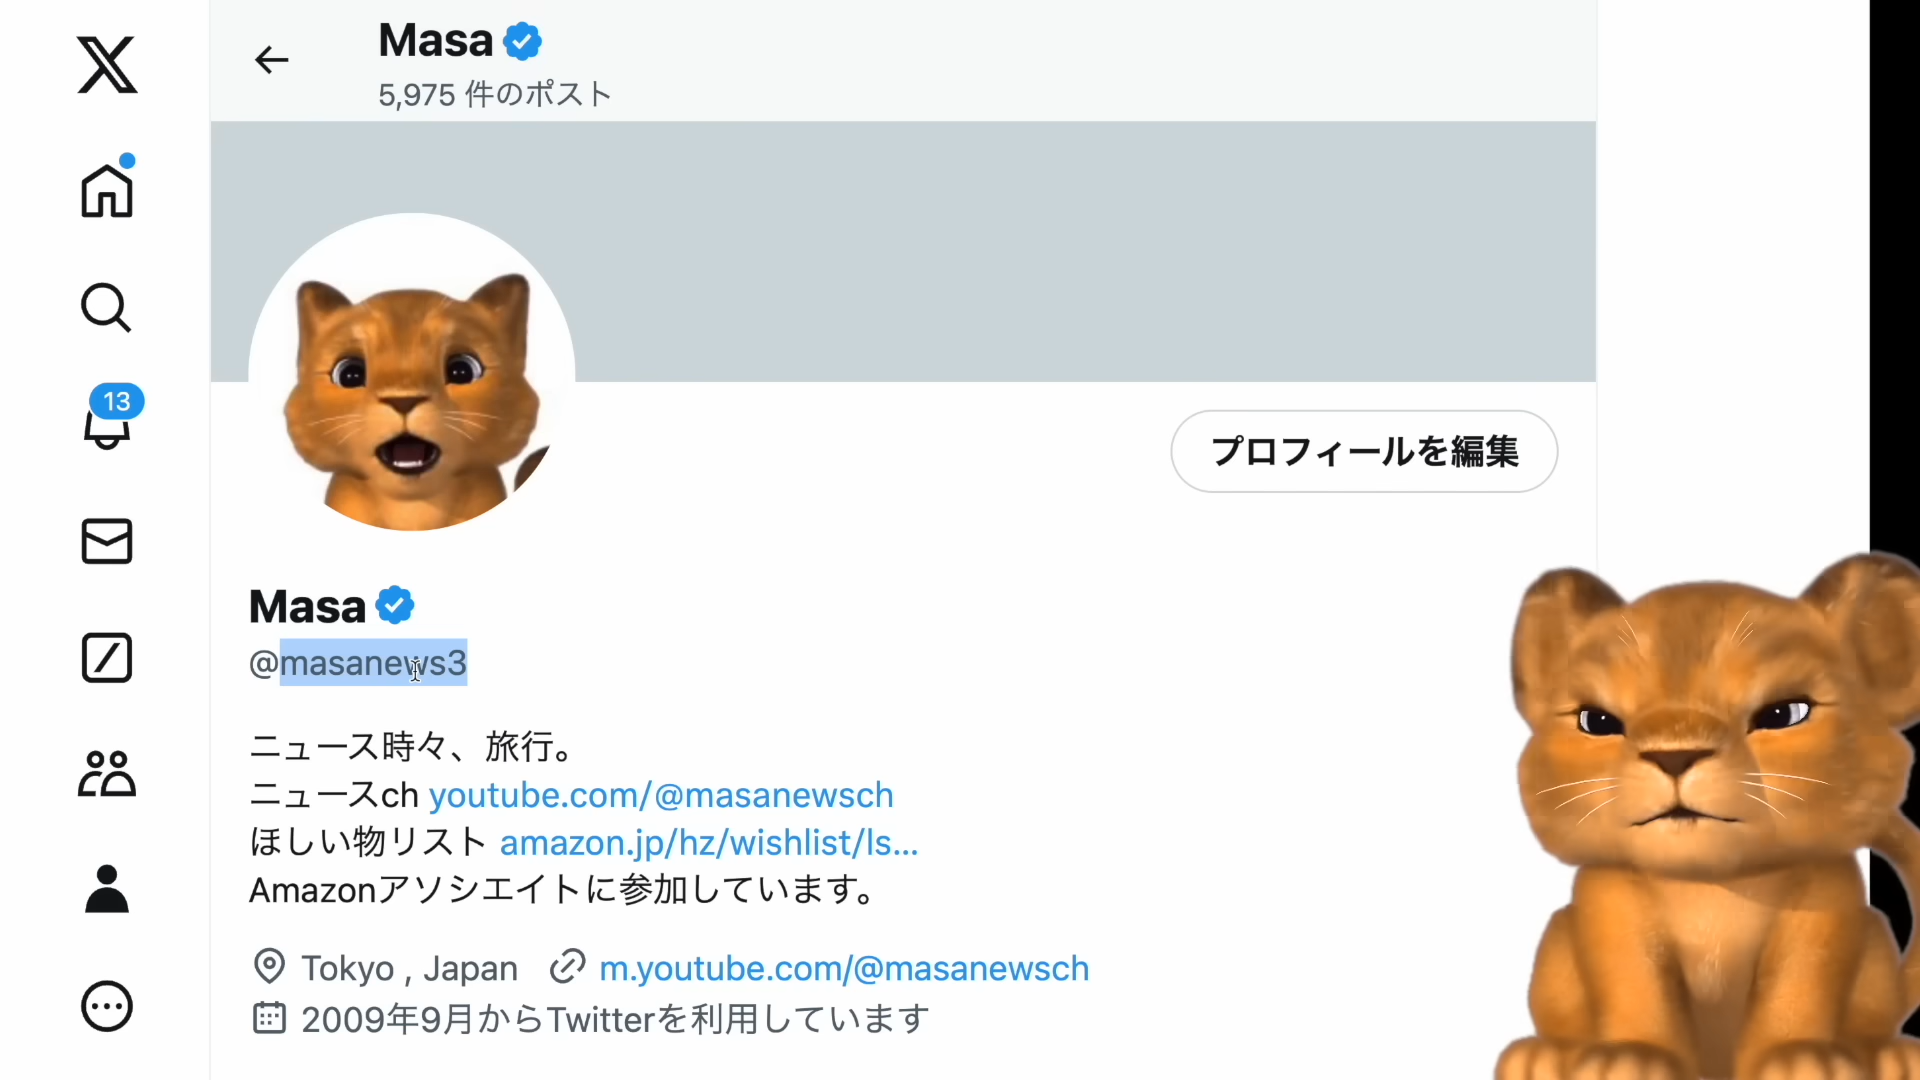 Masa
5,975 件のポスト
13
プロフィールを編集
Masa
@masanews3
ニュース時々、旅行。
ニュースch youtube.com/@masanewsch
ほしい物リスト amazon.jp/hz/wishlist/ls...
Amazonアソシエイトに参加しています。
Tokyo , Japan m.youtube.com/@masanewsch
2009年9月からTwitterを利用しています